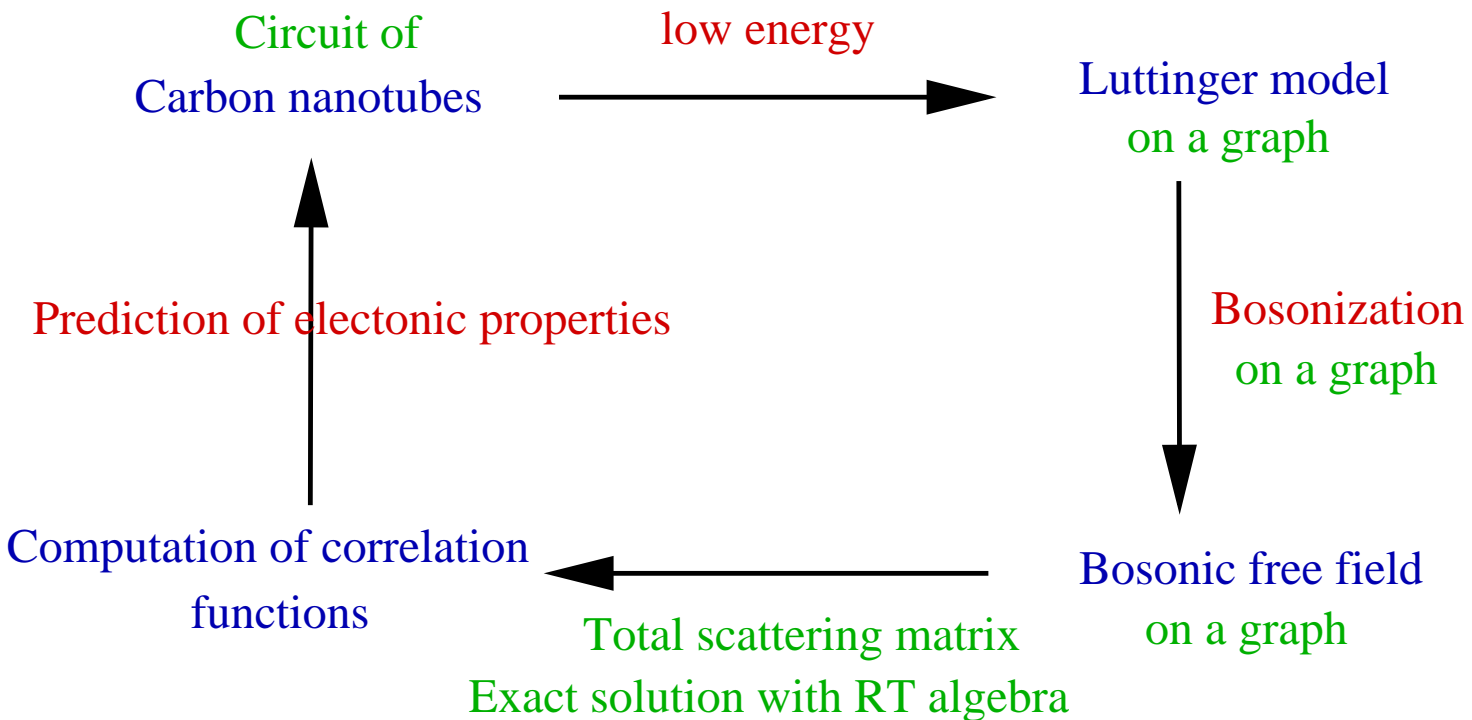 Circuit of
Carbon nanotubes
low energy
Luttinger model
on a graph
Prediction of electonic properties
Bosonization
on a graph
Computation of correlation
functions
Total scattering matrix
Exact solution with RT algebra
Bosonic free field
on a graph